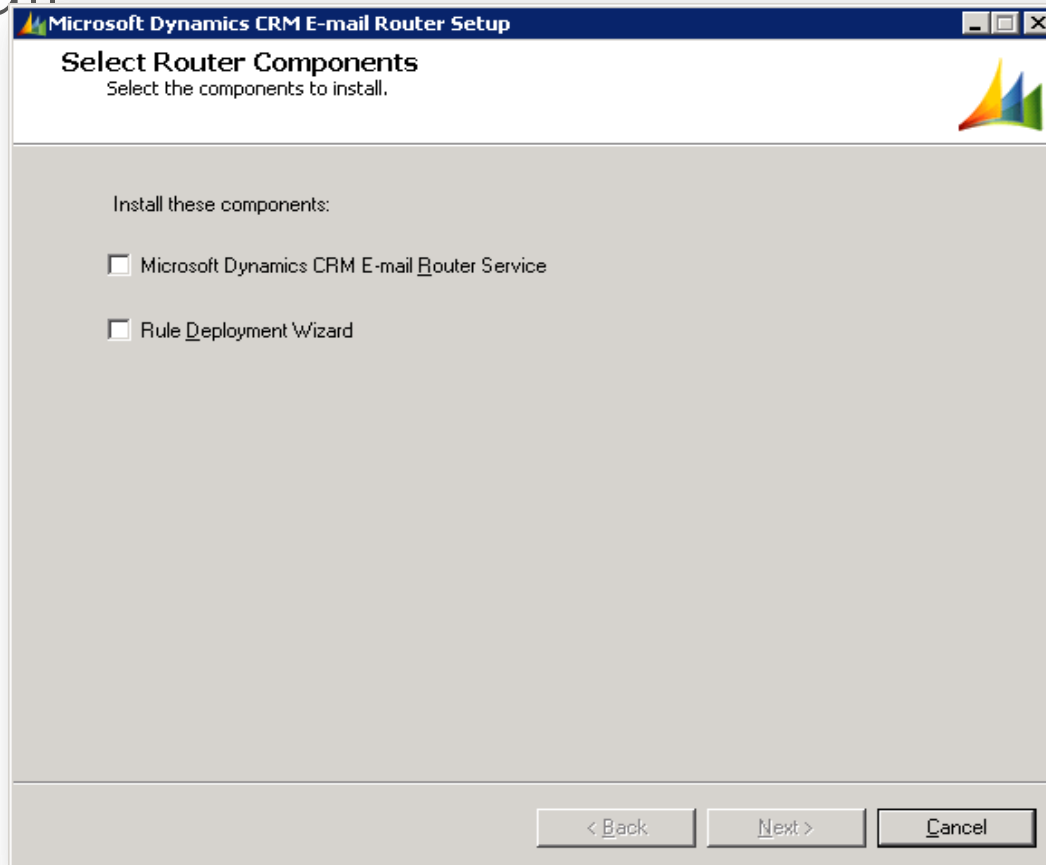 Microsoft Dynamics CRM E-mail Router Setup
Select Router Components
Select the components to install.
Install these components:
Microsoft Dynamics CRM E-mail Router Service
Rule Deployment Wizard
< Back
Next >
Cancel